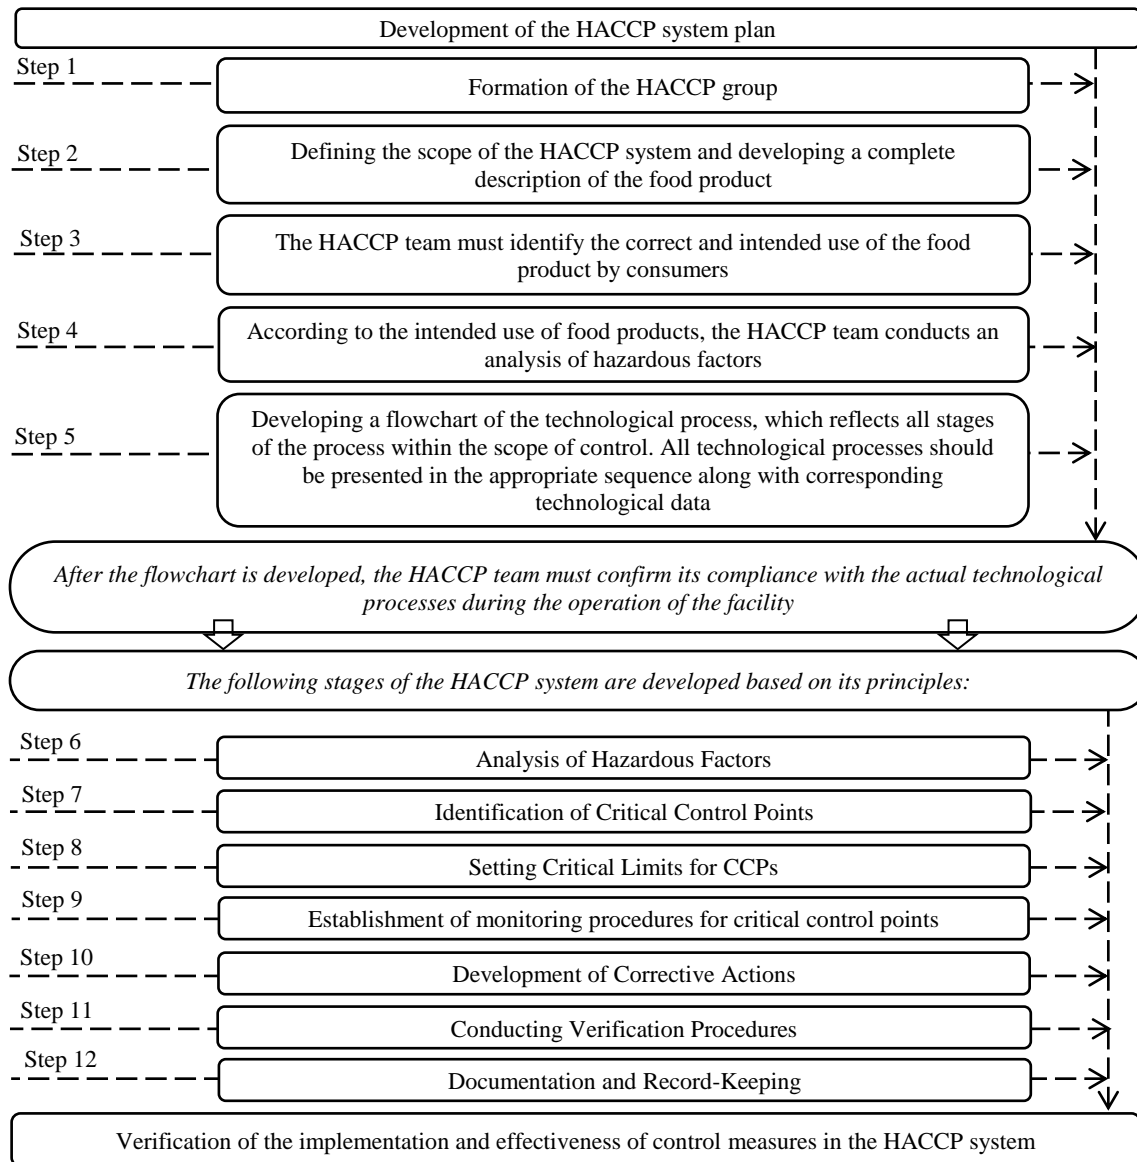 Development of the HACCP system plan
Step 1
Formation of the HACCP group
Step 2
Defining the scope of the HACCP system and developing a complete
description of the food product
Step 3
The HACCP team must identify the correct and intended use of the food
product by consumers
Step 4
According to the intended use of food products, the HACCP team conducts an
analysis of hazardous factors
Step 5
Developing a flowchart of the technological process, which reflects all stages
of the process within the scope of control. All technological processes should
be presented in the appropriate sequence along with corresponding
technological data
After the flowchart is developed, the HACCP team must confirm its compliance with the actual technological
processes during the operation of the facility
The following stages of the HACCP system are developed based on its principles:
Step 6
Analysis of Hazardous Factors
Step 7
Identification of Critical Control Points
Step 8
Setting Critical Limits for CCPs
Step 9
Establishment of monitoring procedures for critical control points
Step 10
Development of Corrective Actions
Step 11
Conducting Verification Procedures
Step 12
Documentation and Record-Keeping
Verification of the implementation and effectiveness of control measures in the HACCP system